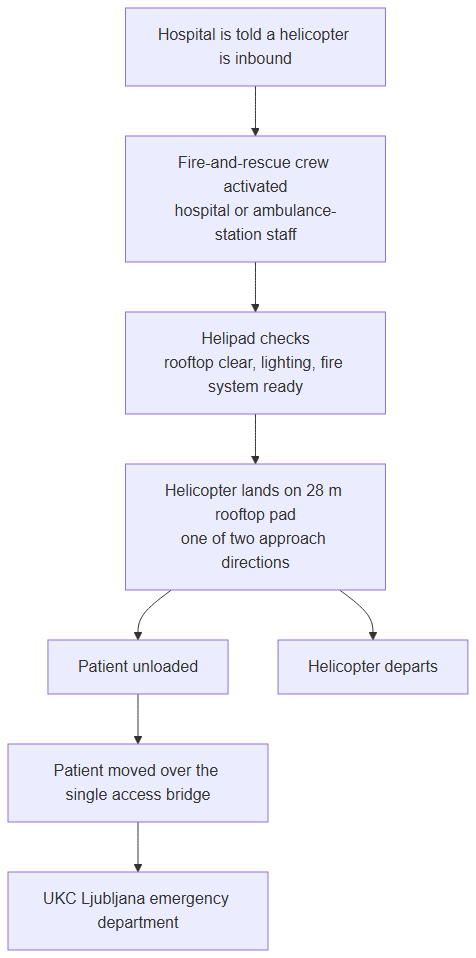 Hospital is told a helicopter
is inbound
Fire-and-rescue crew
activated
hospital or ambulance-
station staff
Helipad checks
rooftop clear, lighting, fire
system ready
Helicopter lands on 28 m
rooftop pad
one of two approach
directions
Patient unloaded
Helicopter departs
Patient moved over the
single access bridge
UKC Ljubljana emergency
department